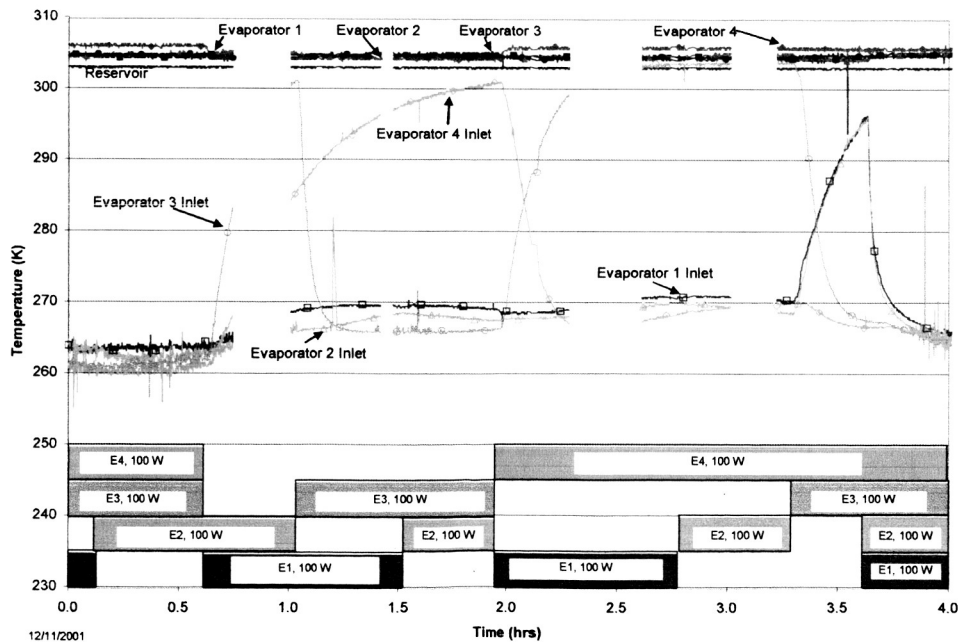 310
300
290
280
270
260
250
240
230
Temperature (K)
Evaporator 1
Evaporator 2
Evaporator 3
Evaporator 4
Reservoir
Evaporator 4 Inlet
Evaporator 3 Inlet
Evaporator 1 Inlet
Evaporator 2 Inlet
E4, 100 W
E4, 100 W
E3, 100 W
E3, 100 W
E3, 100 W
E2, 100 W
E2, 100 W
E2, 100 W
E2, 100 W
E1, 100 W
E1, 100 W
E1, 100 W
0.0 0.5 1.0 1.5 2.0 2.5 3.0 3.5 4.0
Time (hrs)
12/11/2001